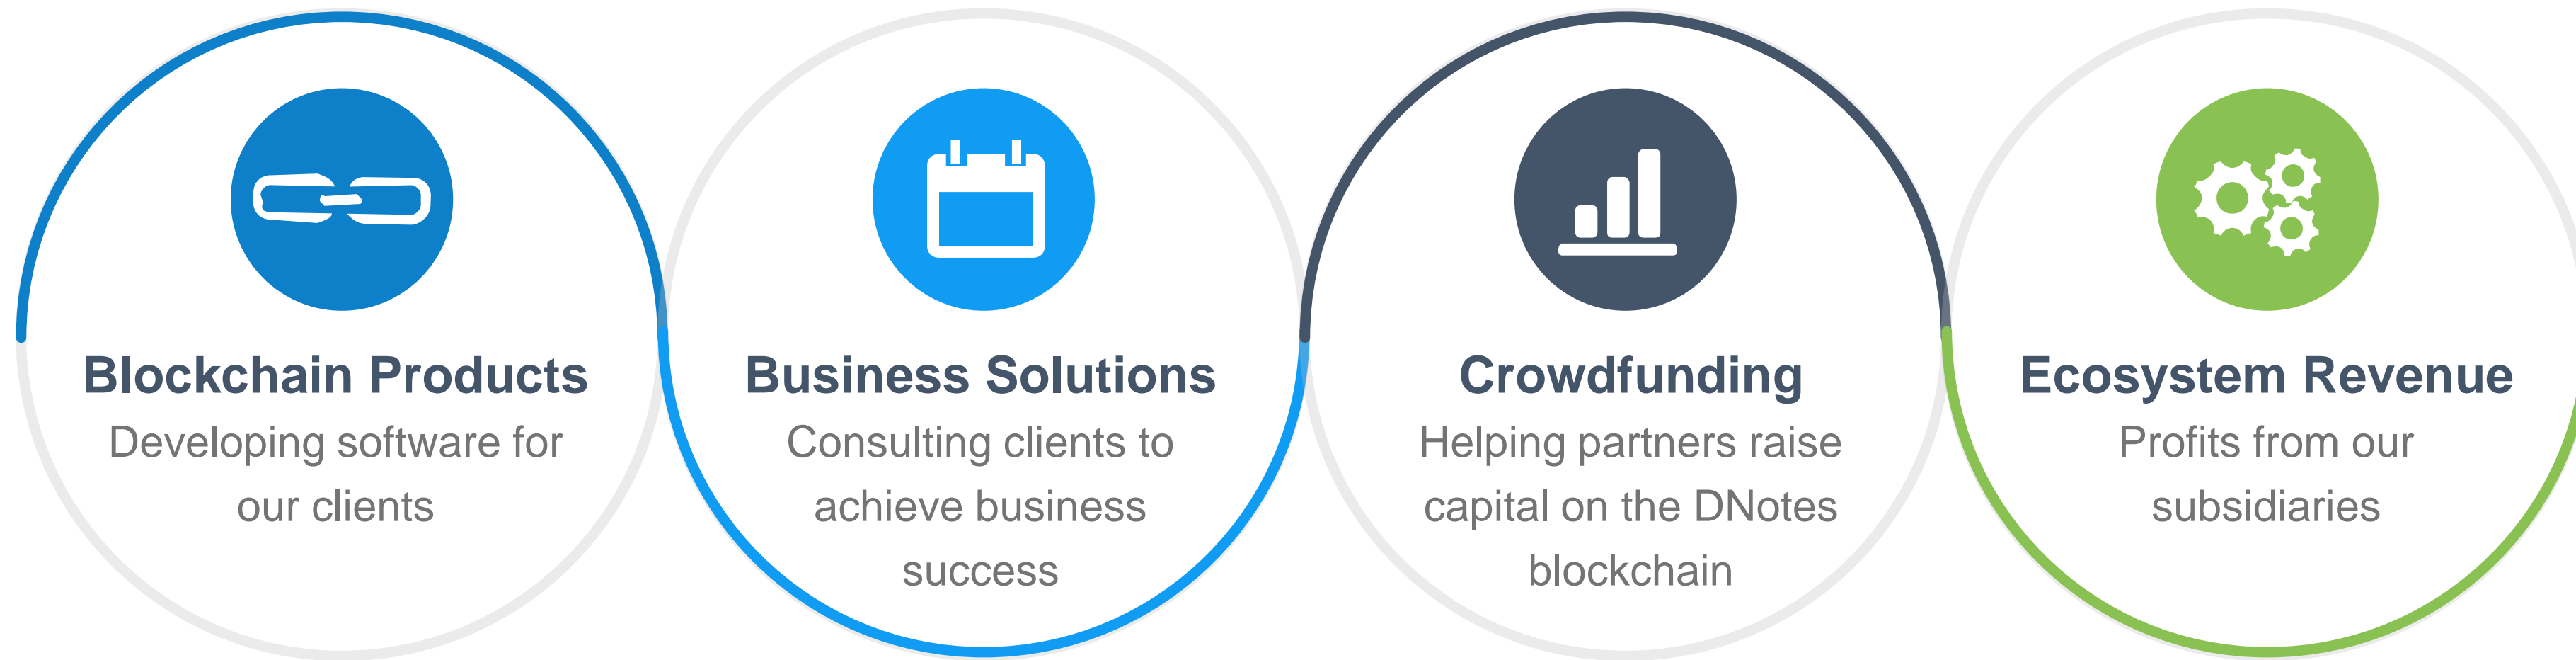 Blockchain Products
Developing software for
our clients
Business Solutions
Consulting clients to
achieve business
success
Crowdfunding
Helping partners raise
capital on the DNotes
blockchain
Ecosystem Revenue
Profits from our
subsidiaries